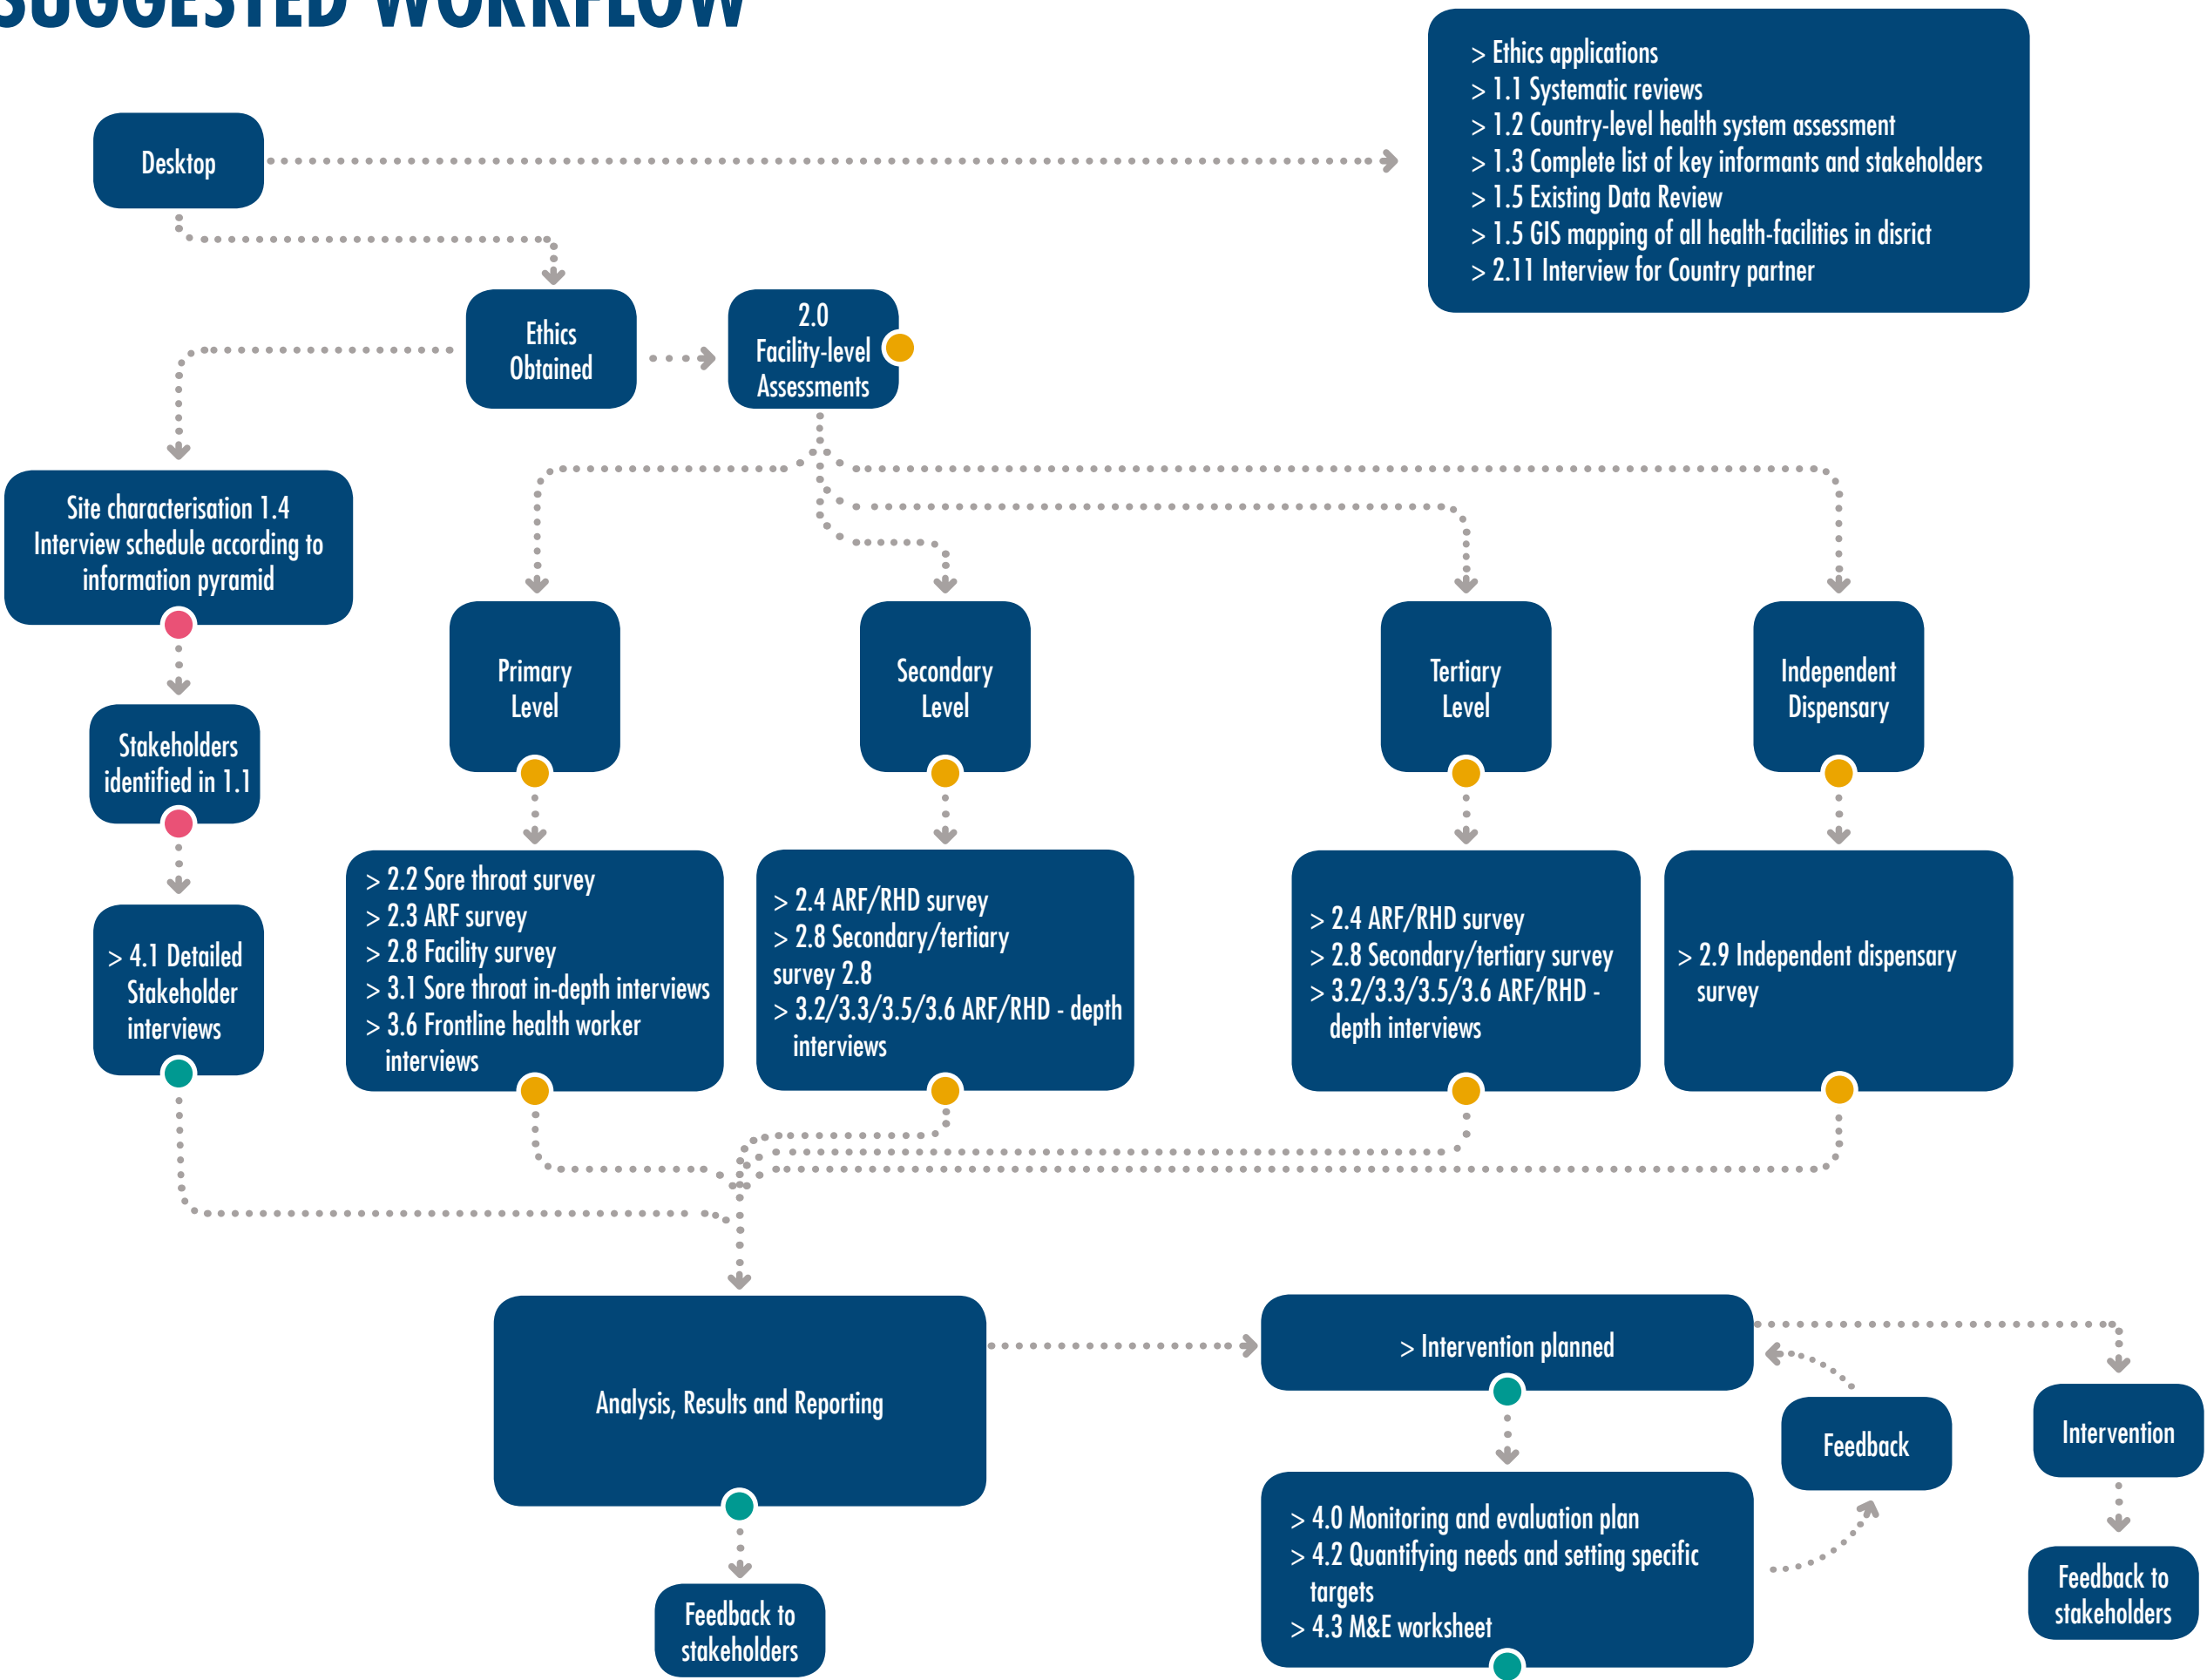 SUGGESTED WORKFLOW
> Ethics applications
> 1.1 Systematic reviews
> 1.2 Country-level health system assessment
> 1.3 Complete list of key informants and stakeholders
> 1.5 Existing Data Review
> 1.5 GIS mapping of all health-facilities in disrict
> 2.11 Interview for Country partner
Desktop
Ethics
Obtained
2.0
Facility-level
Assessments
Site characterisation 1.4
Interview schedule according to
information pyramid
Primary
Level
Secondary
Level
Tertiary
Level
Independent
Dispensary
Stakeholders
identified in 1.1
> 4.1 Detailed
Stakeholder
interviews
> 2.2 Sore throat survey
> 2.3 ARF survey
> 2.8 Facility survey
> 3.1 Sore throat in-depth interviews
> 3.6 Frontline health worker
interviews
> 2.4 ARF/RHD survey
> 2.8 Secondary/tertiary
survey 2.8
> 3.2/3.3/3.5/3.6 ARF/RHD - depth
interviews
> 2.4 ARF/RHD survey
> 2.8 Secondary/tertiary survey
> 3.2/3.3/3.5/3.6 ARF/RHD -
depth interviews
> 2.9 Independent dispensary
survey
Analysis, Results and Reporting
> Intervention planned
Feedback
Intervention
> 4.0 Monitoring and evaluation plan
> 4.2 Quantifying needs and setting specific
targets
> 4.3 M&E worksheet
Feedback to
stakeholders
Feedback to
stakeholders